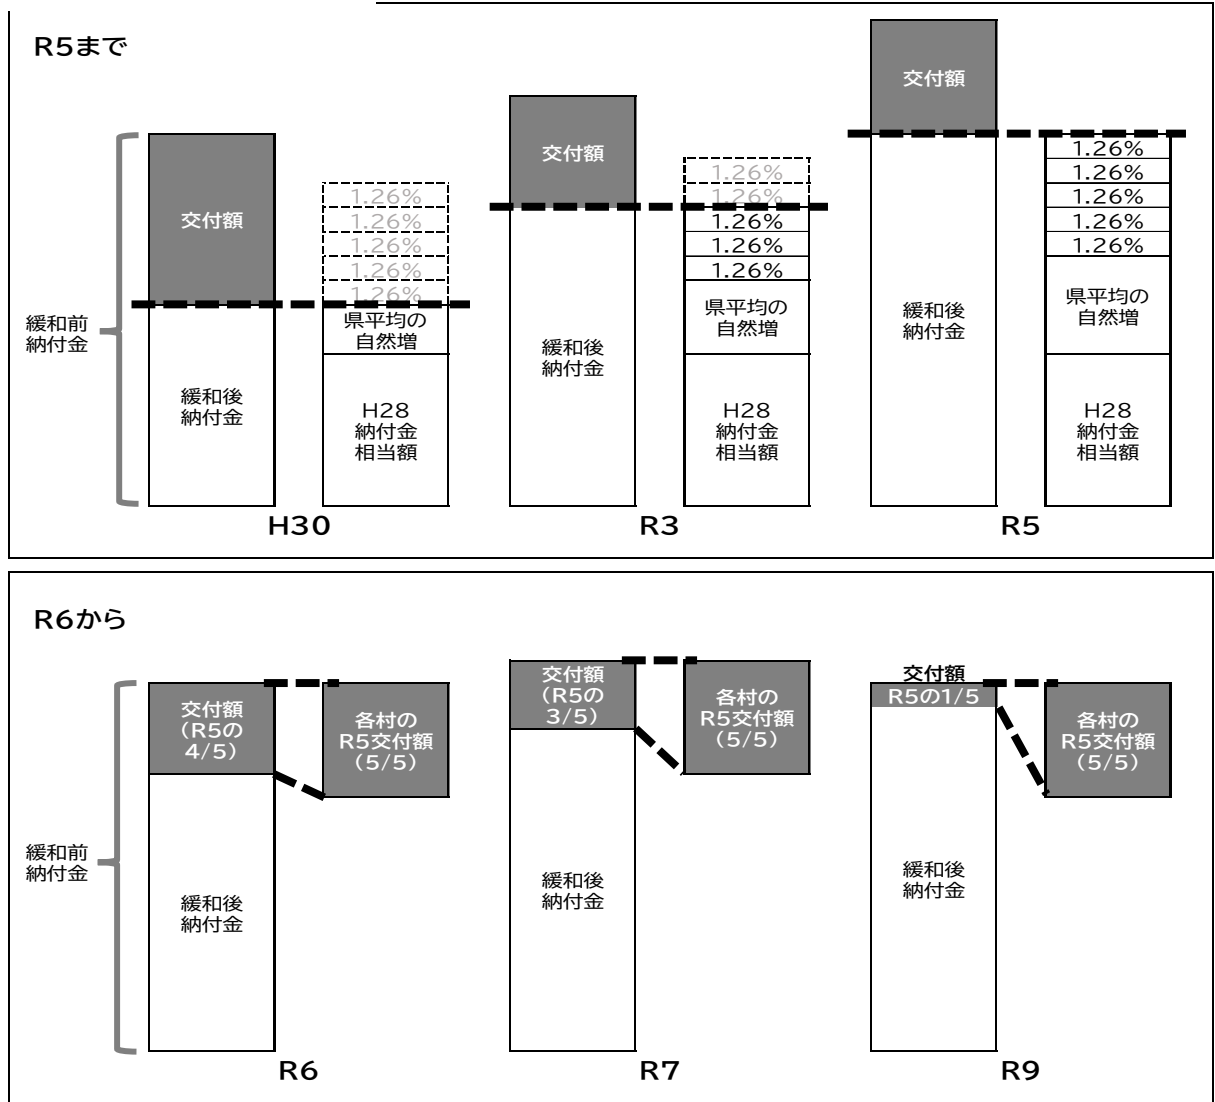 R5まで
交付額
緩和前
納付金
緩和後
納付金
1.26%
1.26%
1.26%
1.26%
1.26%
県平均の
自然増
H28
納付金
相当額
H30
交付額
緩和後
納付金
1.26%
1.26%
1.26%
1.26%
1.26%
県平均の
自然増
H28
納付金
相当額
R3
交付額
緩和後
納付金
1.26%
1.26%
1.26%
1.26%
1.26%
県平均の
自然増
H28
納付金
相当額
R5
R6から
緩和前
納付金
交付額
(R5の
4/5)
緩和後
納付金
各村の
R5交付額
(5/5)
R6
交付額
(R5の
3/5)
緩和後
納付金
各村の
R5交付額
(5/5)
R7
交付額
R5の1/5
緩和後
納付金
各村の
R5交付額
(5/5)
R9